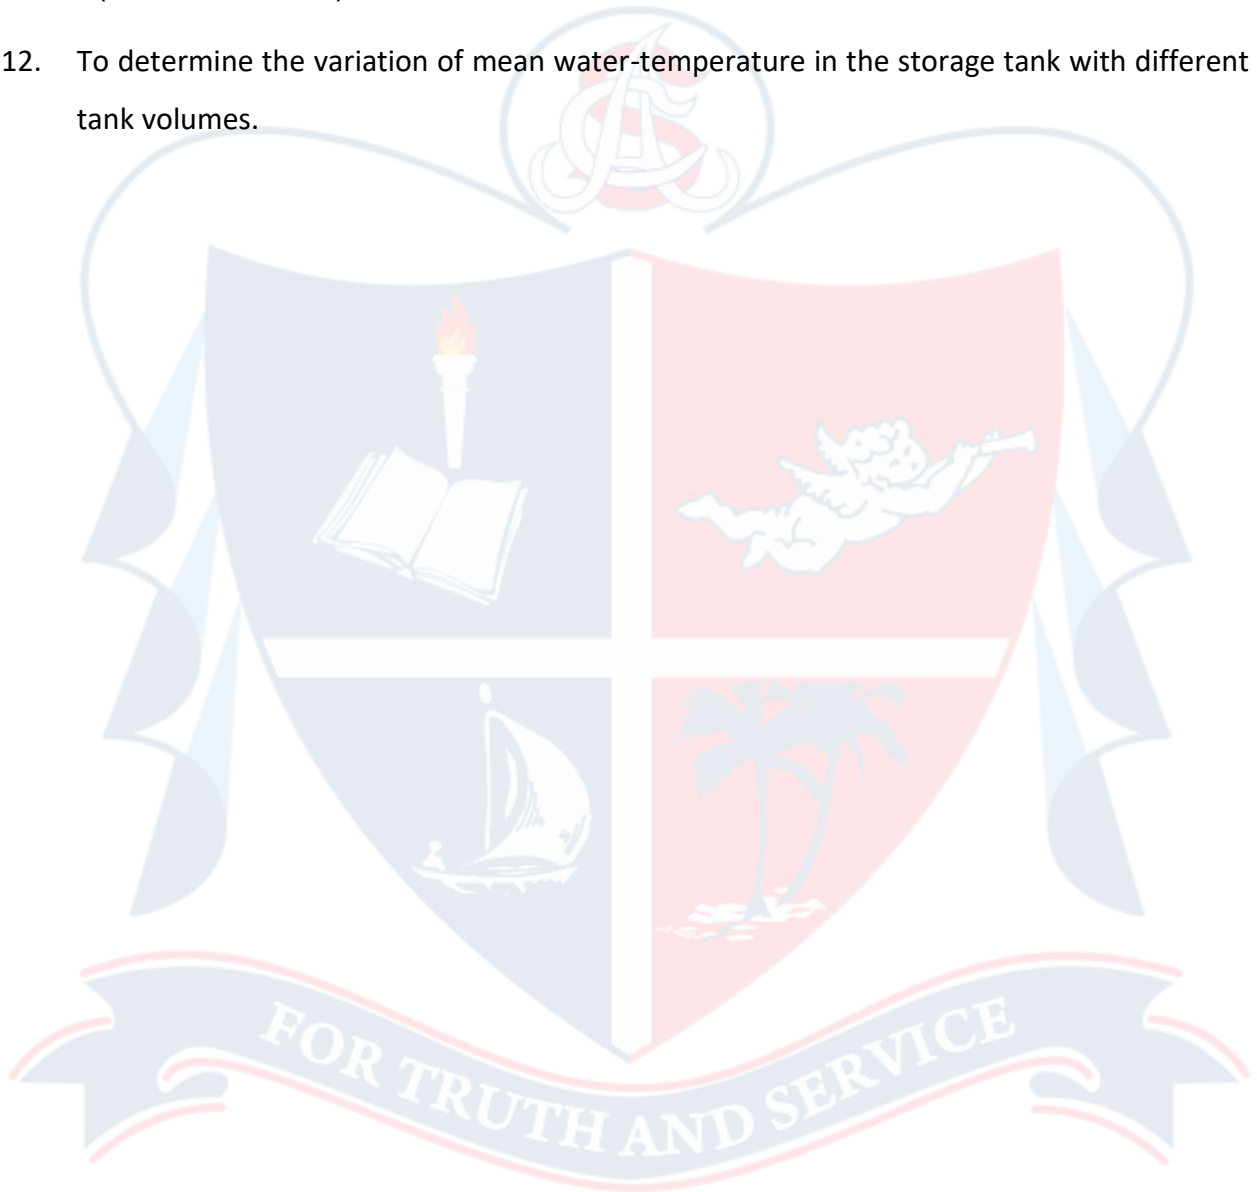 12. To determine the variation of mean water-temperature in the storage tank with different
tank volumes.
FOR TRUTH AND SERVICE